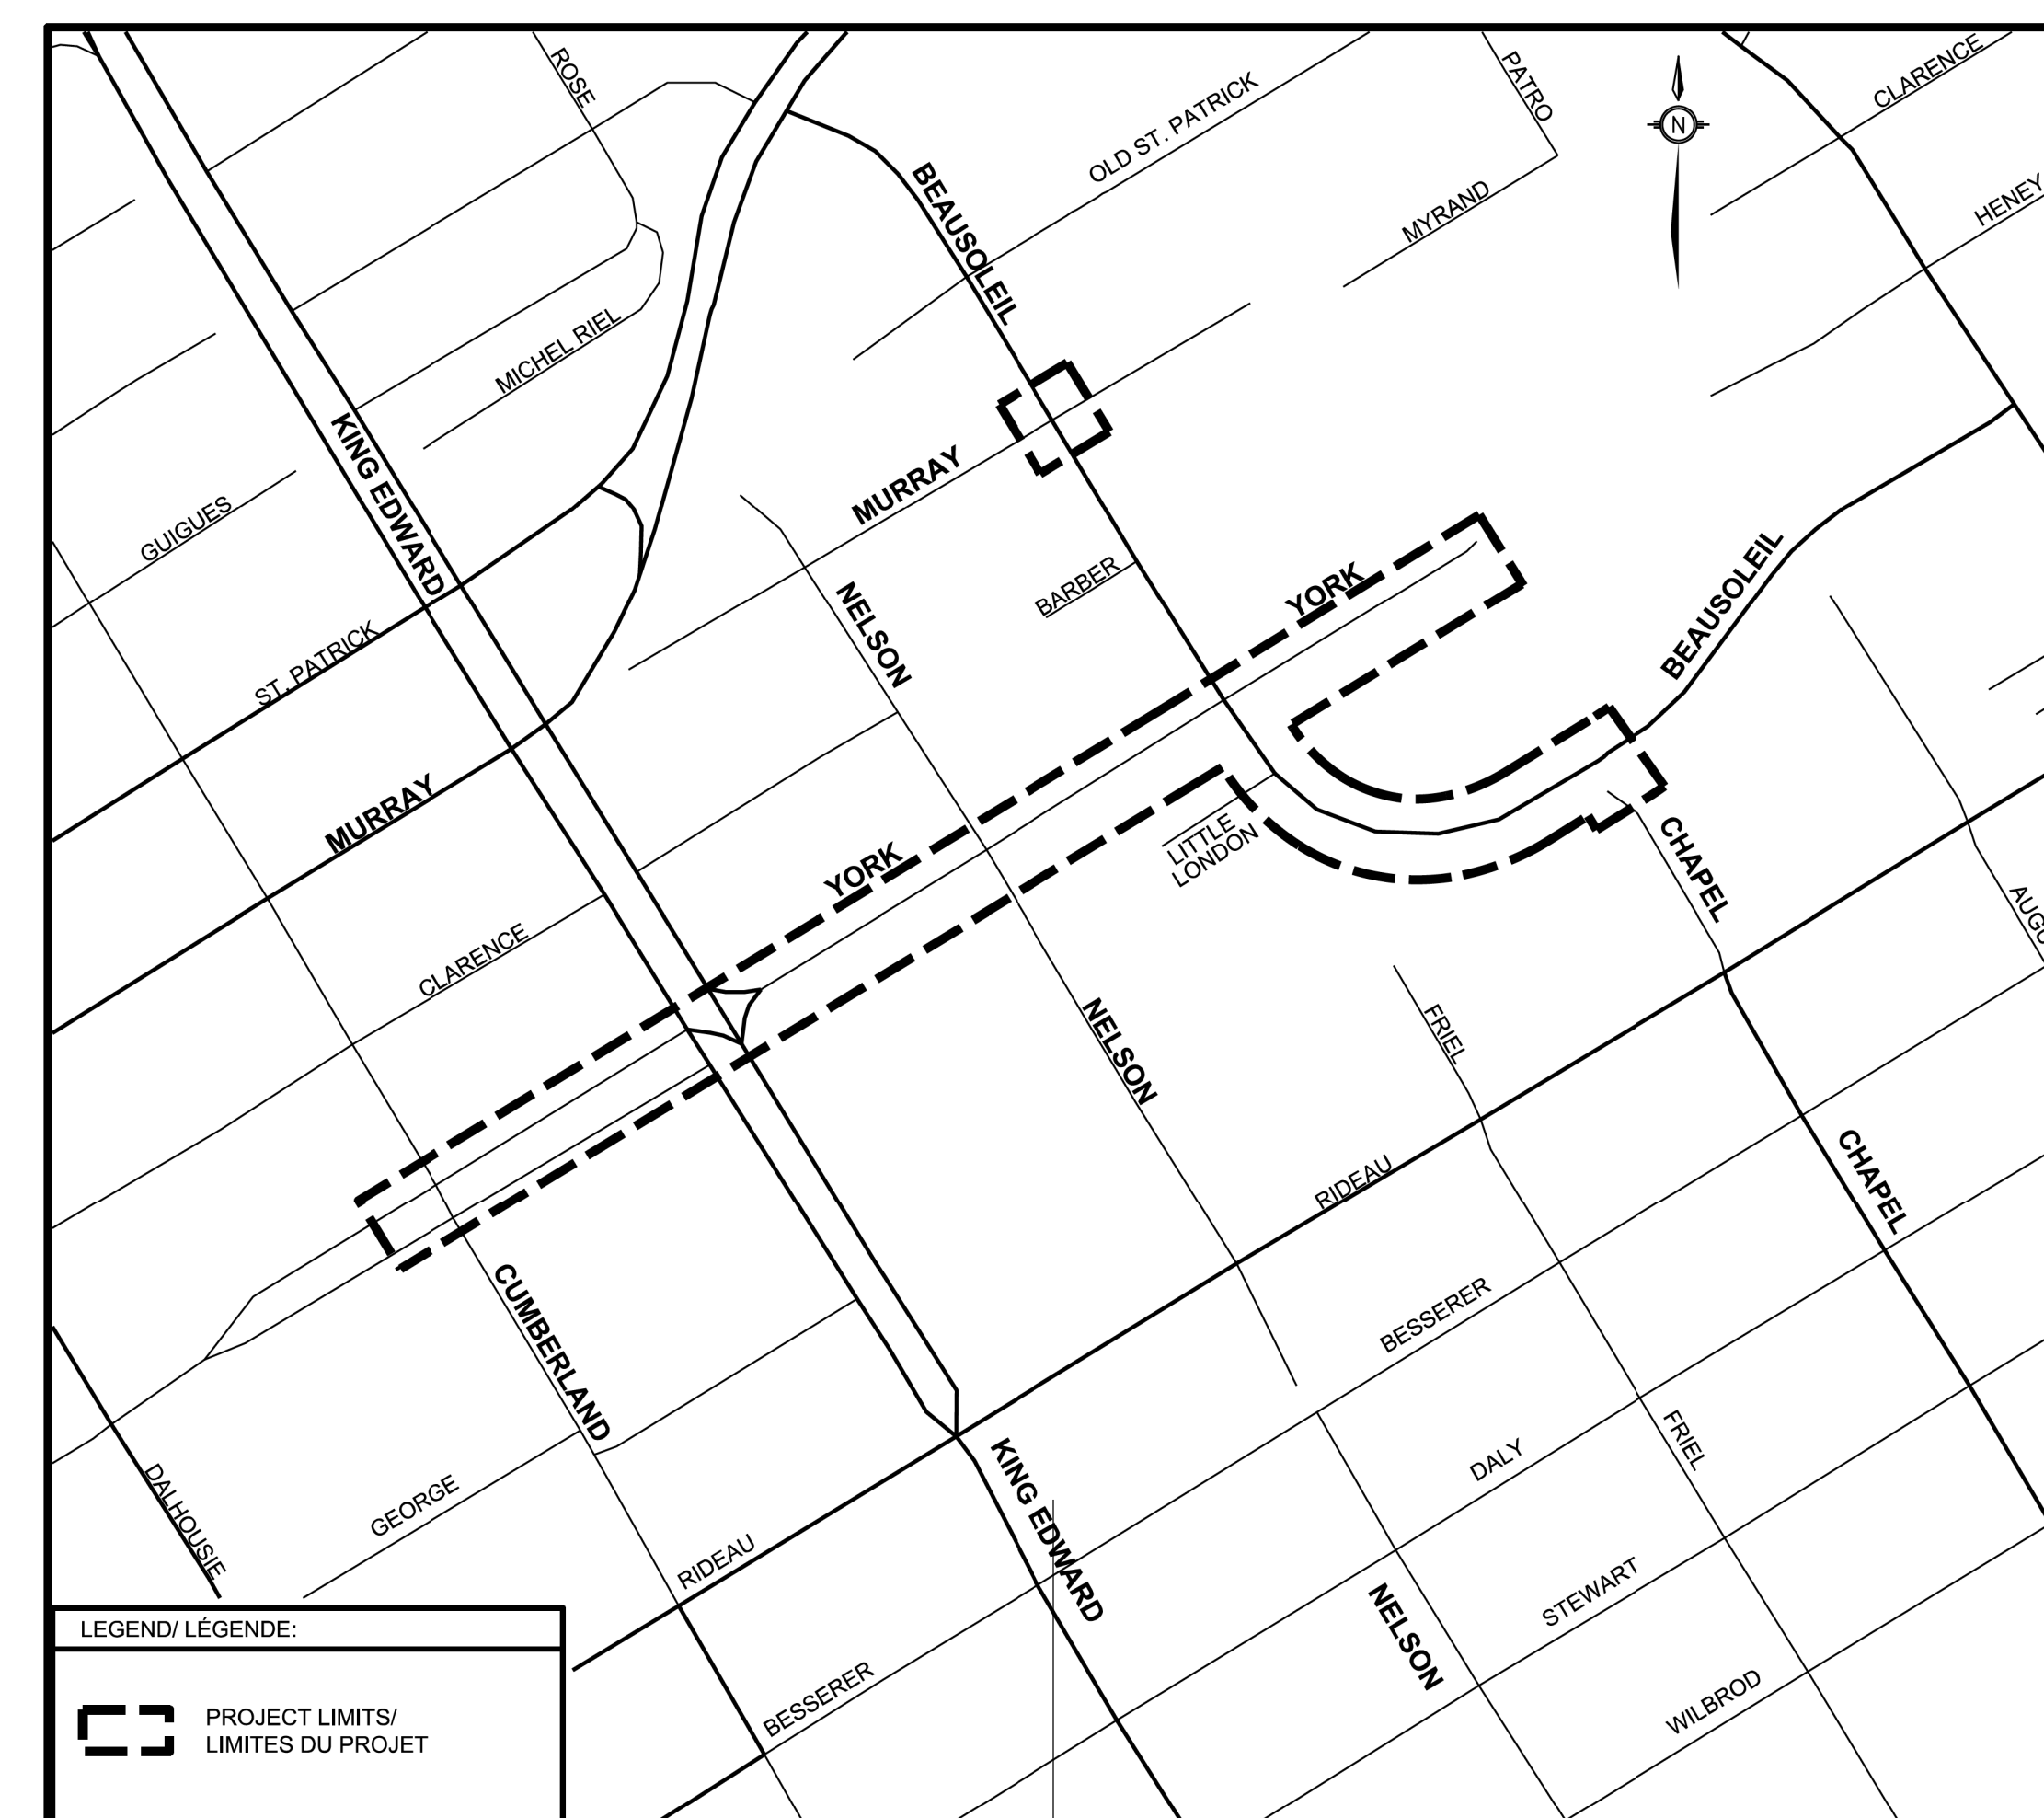 ROSE
OLD ST. PATRICK
PATRO
CLARENCE
N
BEAUSOLEIL
MYRAND
HENEY
MICHEL RIEL
KING EDWARD
MURRAY
GUIGUES
BARBER
YORK
BEAUSOLEIL
NELSON
ST. PATRICK
MURRAY
LITTLE
LONDON
CHAPEL
YORK
AUGU
CLARENCE
NELSON
FRIEL
RIDEAU
CHAPEL
CUMBERLAND
BESSERER
DALHOUSIE
GEORGE
KING EDWARD
DALY
FRIEL
RIDEAU
NELSON
STEWART
BESSERER
WILBROD
LEGEND/ LÉGENDE:
PROJECT LIMITS/
LIMITES DU PROJET